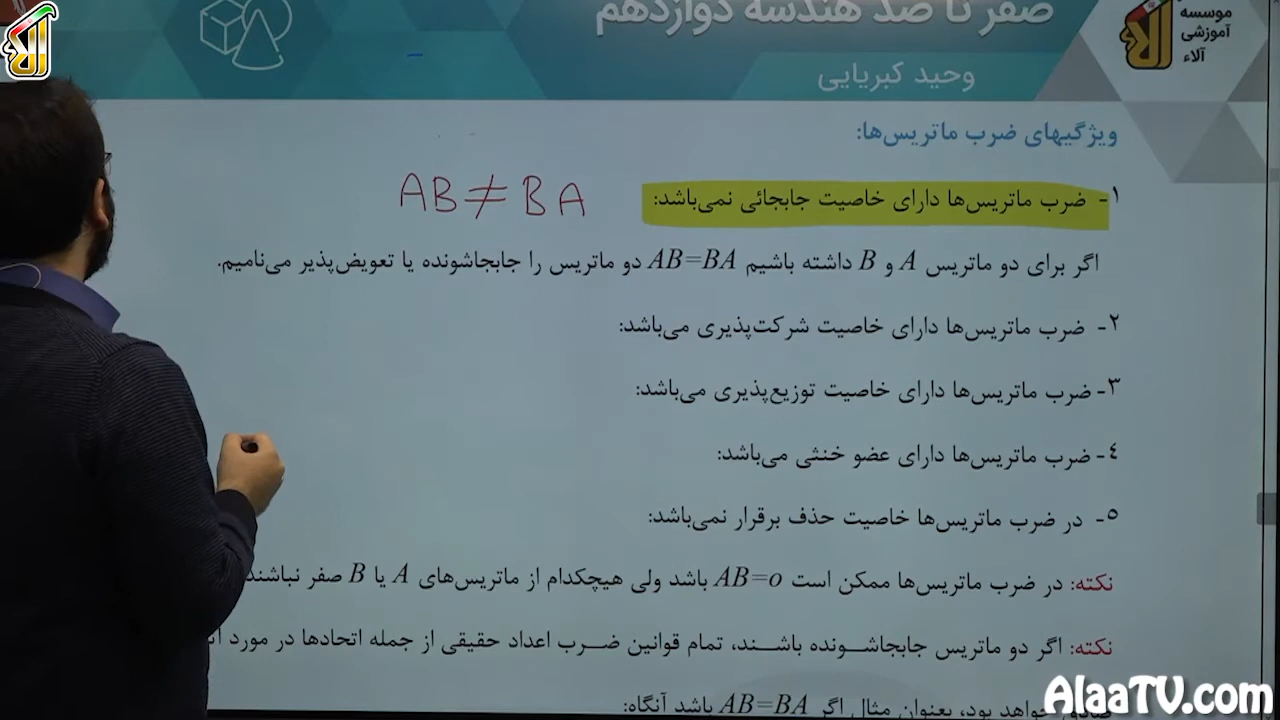 صفر تا صد هندسه دوازدهم
موسسه
آموزشی
آلاء
وحید کبریایی
ویژگیهای ضرب ماتریس‌ها:
۱- ضرب ماتریس‌ها دارای خاصیت جابجائی نمی‌باشد: AB≠BA
اگر برای دو ماتریس A و B داشته باشیم AB=BA دو ماتریس را جابجاشونده یا تعویض‌پذیر می‌نامیم.
۲- ضرب ماتریس‌ها دارای خاصیت شرکت‌پذیری می‌باشد:
۳- ضرب ماتریس‌ها دارای خاصیت توزیع‌پذیری می‌باشد:
۴- ضرب ماتریس‌ها دارای عضو خنثی می‌باشد:
۵- در ضرب ماتریس‌ها خاصیت حذف برقرار نمی‌باشد:
نکته: در ضرب ماتریس‌ها ممکن است AB=o باشد ولی هیچکدام از ماتریس‌های A یا B صفر نباشند
نکته: اگر دو ماتریس جابجاشونده باشند، تمام قوانین ضرب اعداد حقیقی از جمله اتحادها در مورد
خواهد بود، بعنوان مثال اگر AB=BA باشد آنگاه:
AlaaTV.com